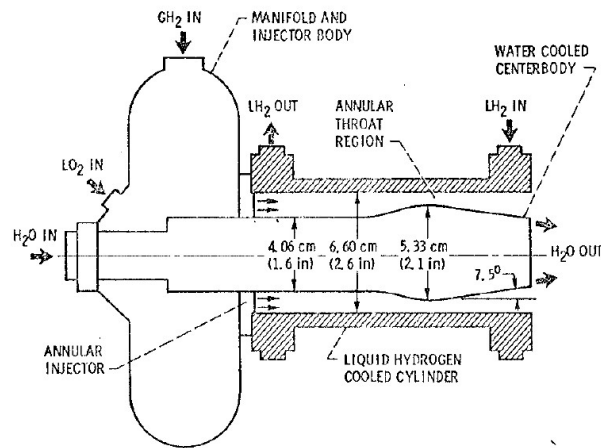 GH₂ IN
MANIFOLD AND
INJECTOR BODY
WATER COOLED
CENTERBODY
LH₂ OUT
ANNULAR
THROAT
REGION
LH₂ IN
LO₂ IN
H₂O IN
4.06 cm
(1.6 in)
6.60 cm
(2.6 in)
5.33 cm
(2.1 in)
H₂O OUT
7.5⁰
ANNULAR
INJECTOR
LIQUID HYDROGEN
COOLED CYLINDER